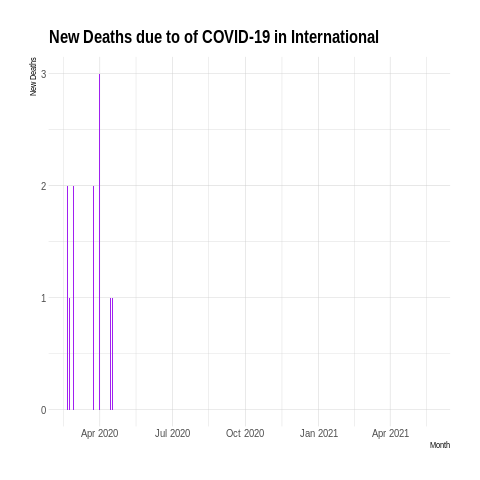 New Deaths due to of COVID-19 in International
New Deaths
3
2
1
0
Apr 2020 Jul 2020 Oct 2020 Jan 2021 Apr 2021
Month